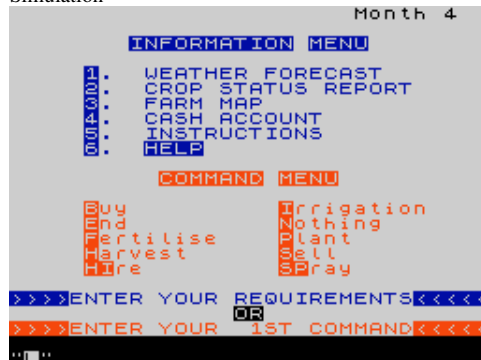 Simulation
Month 4
INFORMATION MENU
1. WEATHER FORECAST
2. CROP STATUS REPORT
3. FARM MAP
4. CASH ACCOUNT
5. INSTRUCTIONS
6. HELP
COMMAND MENU
Buy Irrigation
End Nothing
Fertilise Plant
Harvest Sell
HIre SPray
>>>>ENTER YOUR REQUIREMENTS<<<<<
OR
>>>>ENTER YOUR 1ST COMMAND<<<<<
"L"